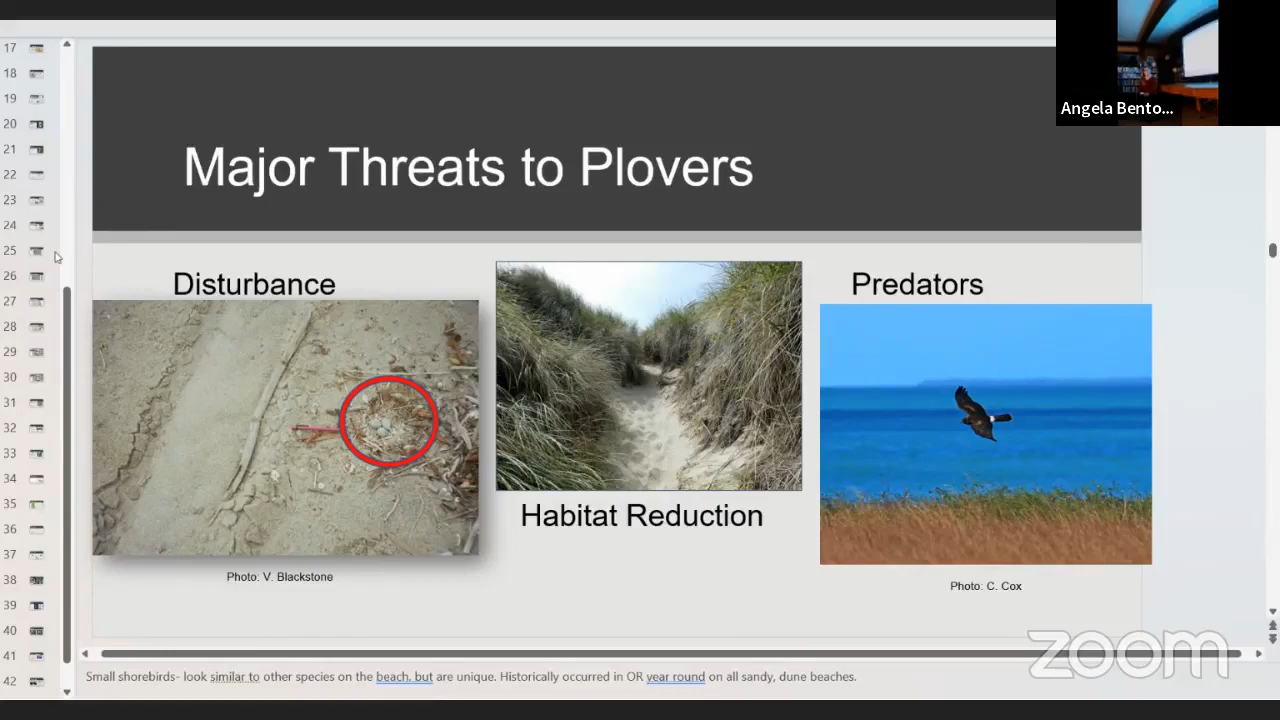 Angela Bento...
Major Threats to Plovers
Disturbance
Predators
Habitat Reduction
Photo: V. Blackstone
Photo: C. Cox
zoom
Small shorebirds- look similar to other species on the beach, but are unique. Historically occurred in OR year round on all sandy, dune beaches.
17
18
19
20
21
22
23
24
25
26
27
28
29
30
31
32
33
34
35
36
37
38
39
40
41
42